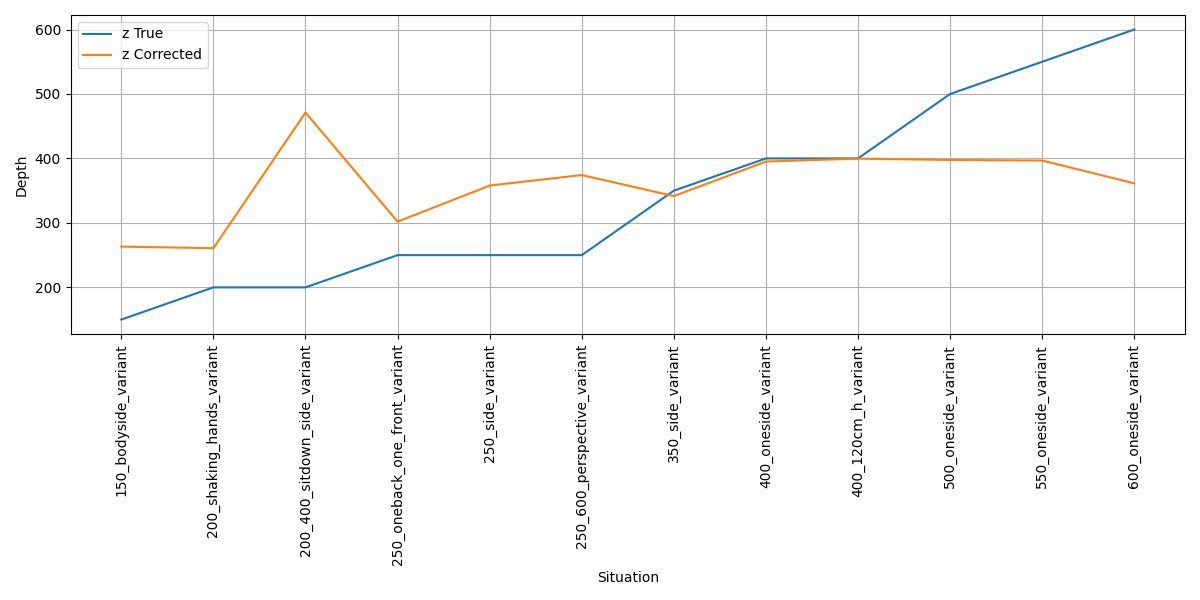 z True
z Corrected
600
500
400
300
200
Depth
150_bodyside_variant
200_shaking_hands_variant
200_400_sitdown_side_variant
250_oneback_one_front_variant
250_side_variant
250_600_perspective_variant
350_side_variant
400_oneside_variant
400_120cm_h_variant
500_oneside_variant
550_oneside_variant
600_oneside_variant
Situation